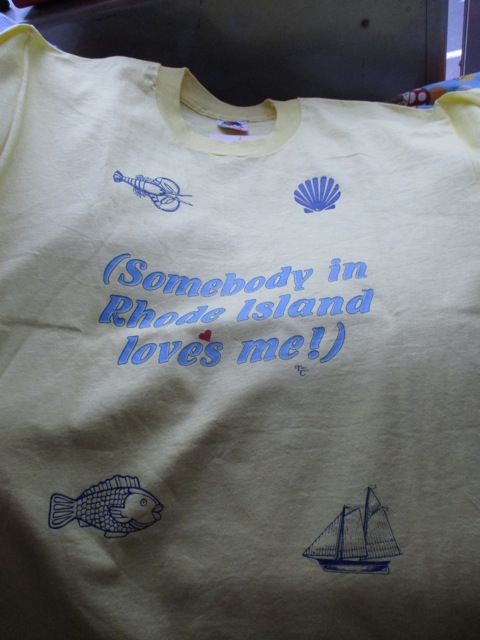 (Somebody in
Rhode Island
loves me!)